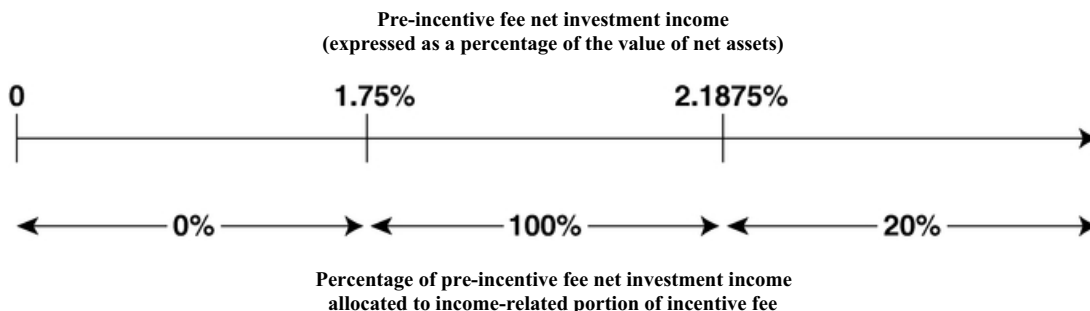 Pre-incentive fee net investment income
(expressed as a percentage of the value of net assets)
0 1.75% 2.1875%
0% 100% 20%
Percentage of pre-incentive fee net investment income
allocated to income-related portion of incentive fee